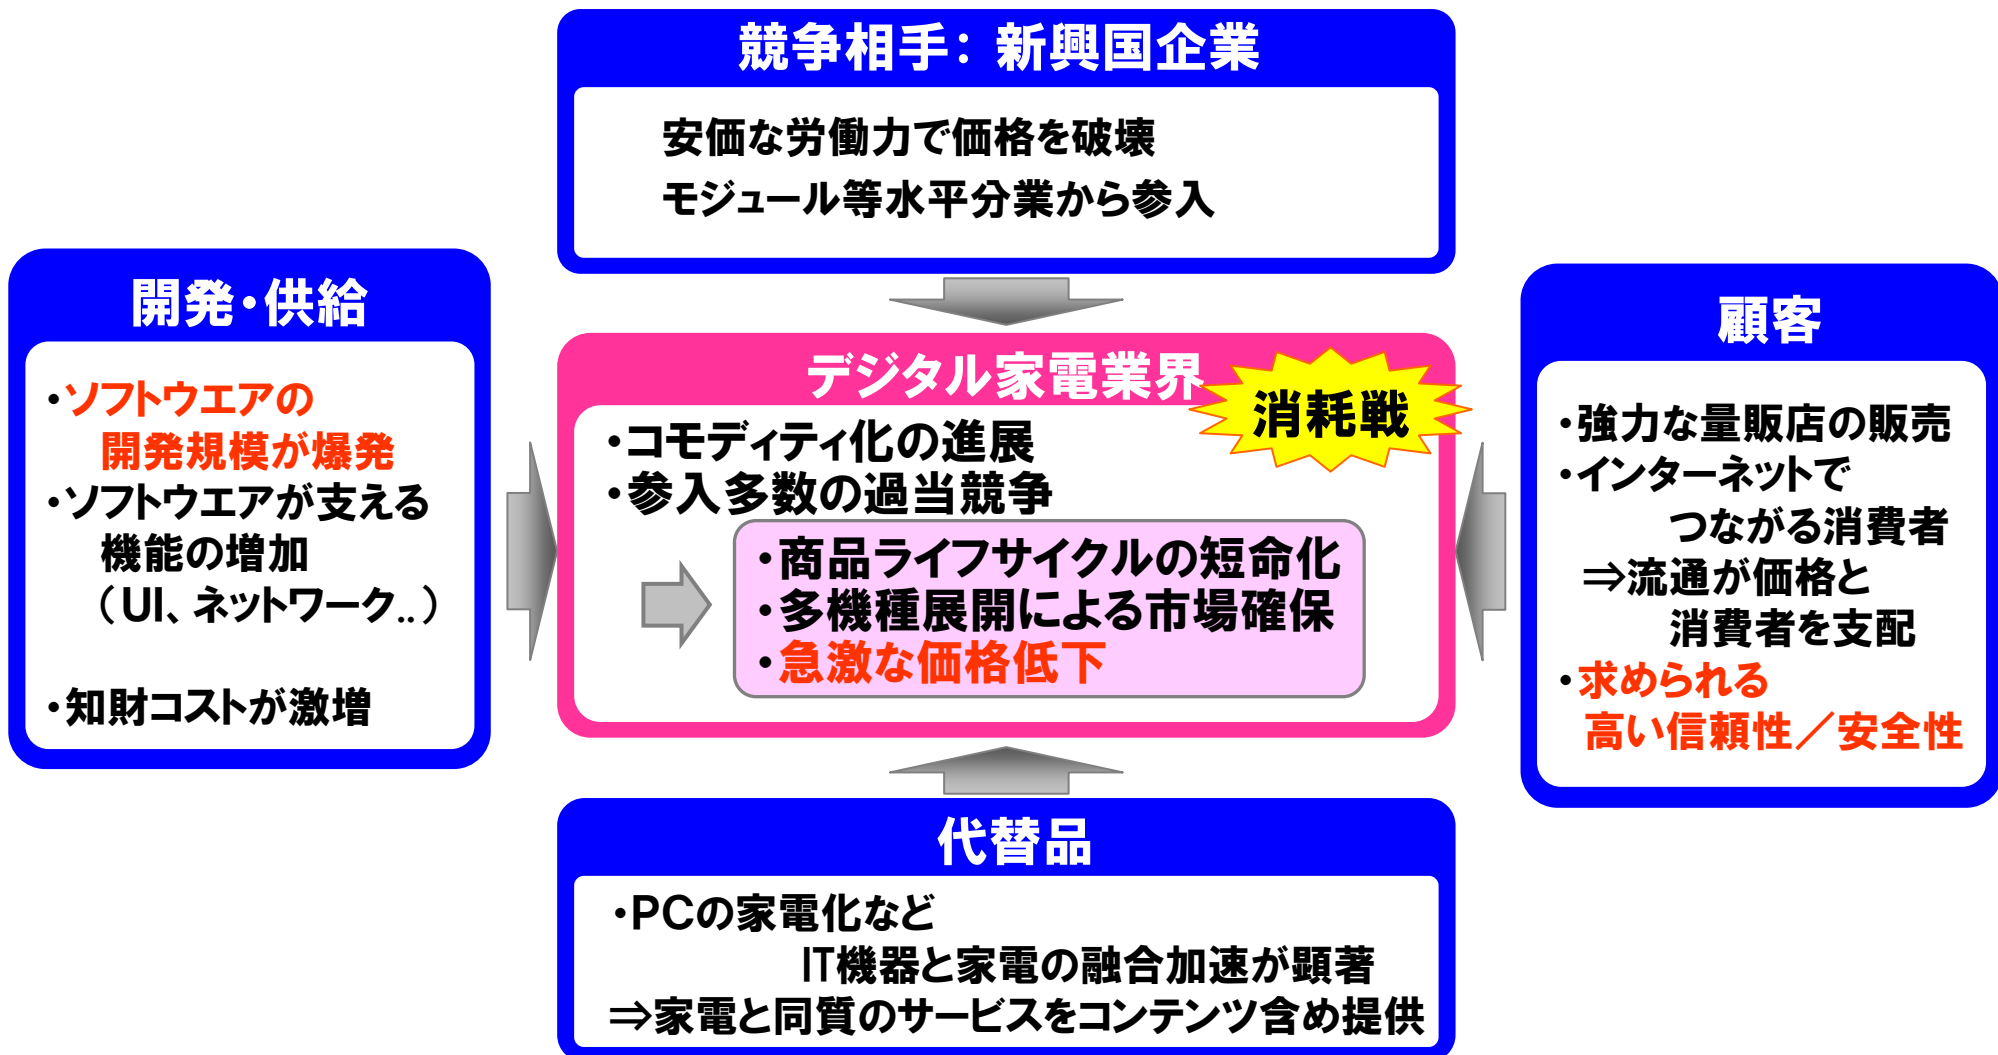 競争相手：新興国企業
安価な労働力で価格を破壊
モジュール等水平分業から参入
開発・供給
・ソフトウエアの
開発規模が爆発
・ソフトウエアが支える
機能の増加
（UI、ネットワーク..）
・知財コストが激増
デジタル家電業界
消耗戦
・コモディティ化の進展
・参入多数の過当競争
・商品ライフサイクルの短命化
・多機種展開による市場確保
・急激な価格低下
顧客
・強力な量販店の販売
・インターネットで
つながる消費者
⇒流通が価格と
消費者を支配
・求められる
高い信頼性／安全性
代替品
・PCの家電化など
IT機器と家電の融合加速が顕著
⇒家電と同質のサービスをコンテンツ含め提供